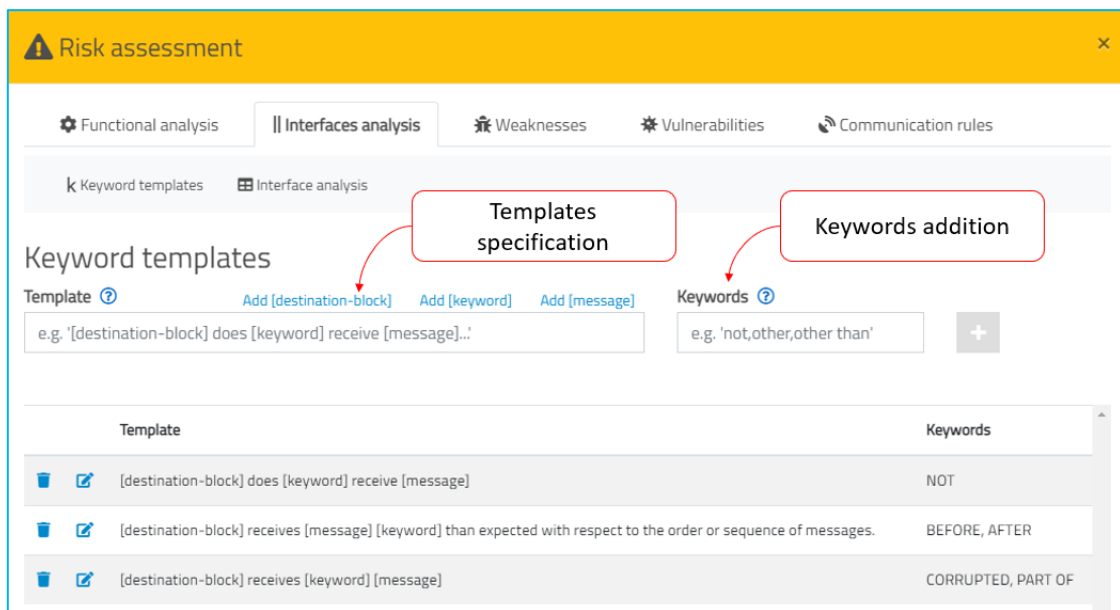 Risk assessment ×
Functional analysis Interfaces analysis Weaknesses Vulnerabilities Communication rules
k Keyword templates Interface analysis
Templates
specification
Keywords addition
Keyword templates
Template ? Add [destination-block] Add [keyword] Add [message] Keywords ?
e.g. '[destination-block] does [keyword] receive [message]...' e.g. 'not,other,other than' +
Template Keywords
[destination-block] does [keyword] receive [message] NOT
[destination-block] receives [message] [keyword] than expected with respect to the order or sequence of messages. BEFORE, AFTER
[destination-block] receives [keyword] [message] CORRUPTED, PART OF